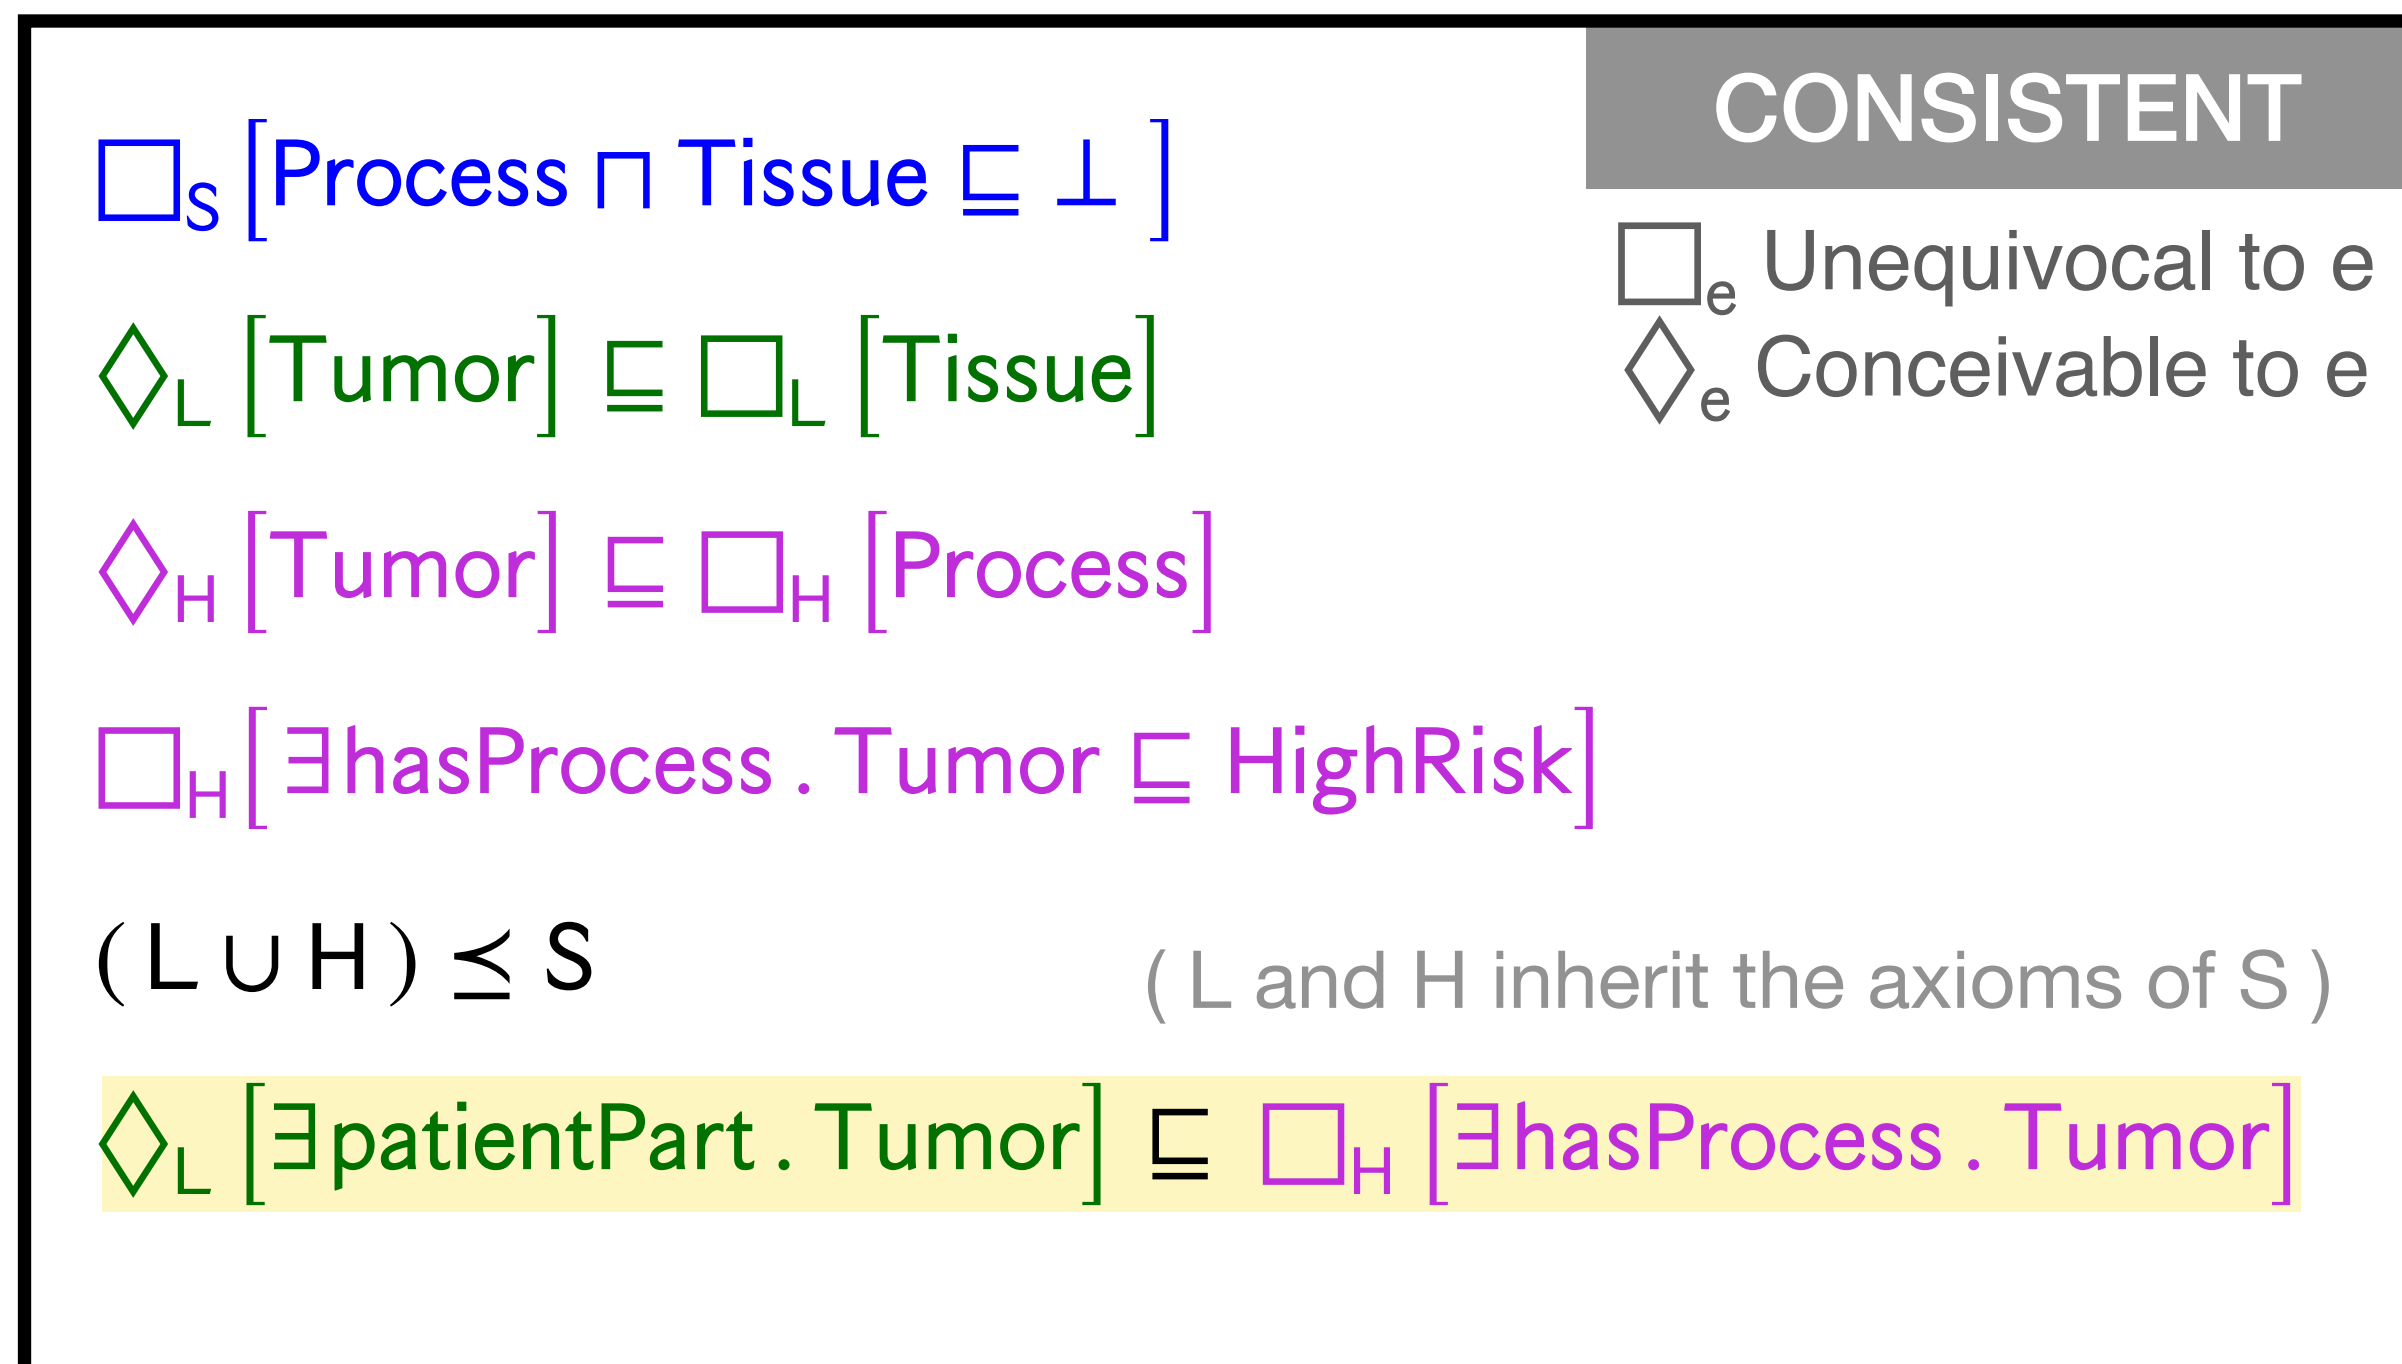 CONSISTENT
□S [Process ⊓ Tissue ⊑ ⊥]
□e Unequivocal to e
◇L [Tumor] ⊑ □L [Tissue]
◇e Conceivable to e
◇H [Tumor] ⊑ □H [Process]
□H [∃hasProcess . Tumor ⊑ HighRisk]
( L ∪ H ) ⪯ S
( L and H inherit the axioms of S )
◇L [∃patientPart . Tumor] ⊑ □H [∃hasProcess . Tumor]